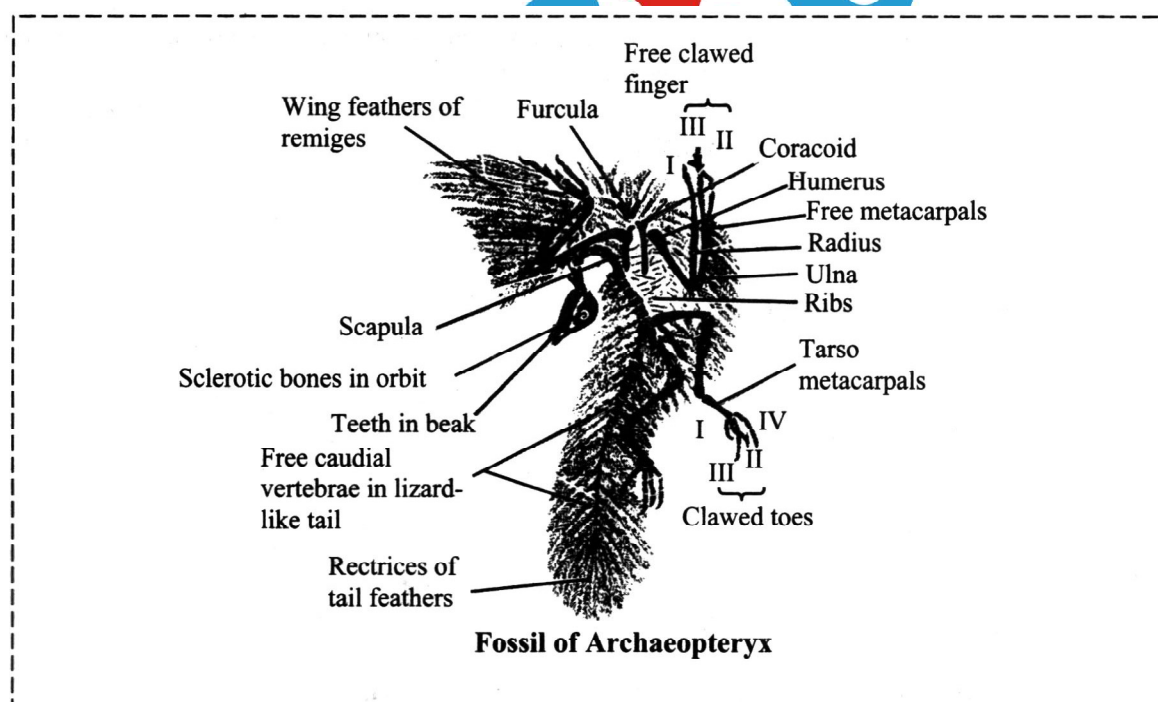 Free clawed
finger
Wing feathers of
remiges
Furcula
III
II
I
Coracoid
Humerus
Free metacarpals
Radius
Ulna
Ribs
Scapula
Tarso
metacarpals
Sclerotic bones in orbit
Teeth in beak
I
IV
III
II
Clawed toes
Free caudial
vertebrae in lizard-
like tail
Rectrices of
tail feathers
Fossil of Archaeopteryx